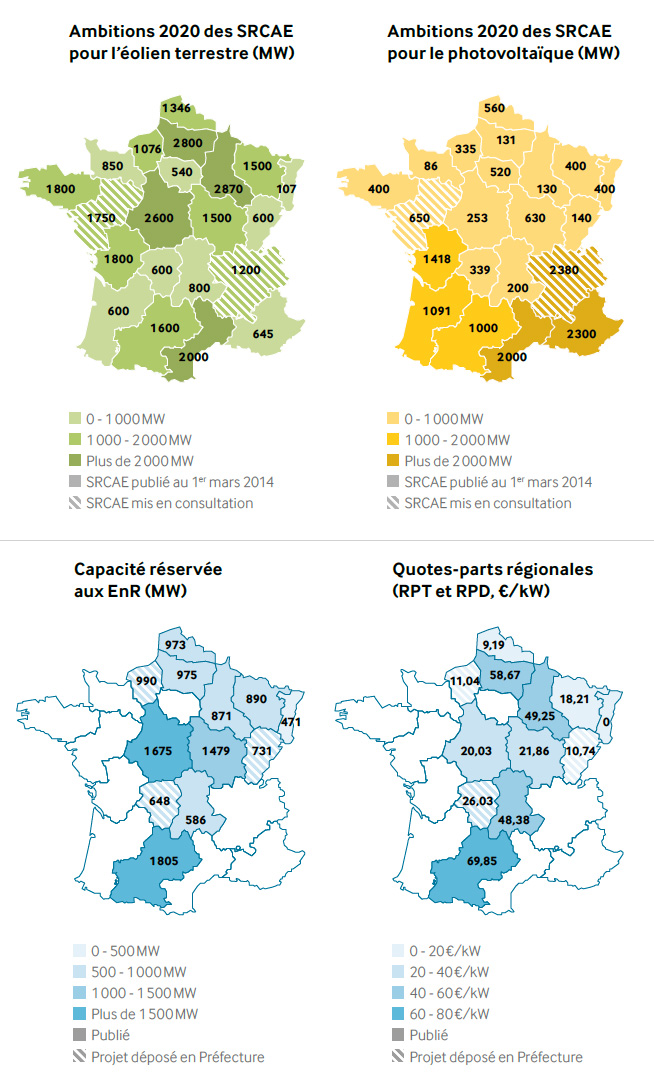 Ambitions 2020 des SRCAE
pour l'éolien terrestre (MW)
1 346
1 076
2800
850
540
1500
107
2870
1800
1750
2600
1500
600
1800
600
1200
800
600
1600
645
2000
0 - 1 000 MW
1 000 - 2 000 MW
Plus de 2 000 MW
SRCAE publié au 1er mars 2014
SRCAE mis en consultation
Ambitions 2020 des SRCAE
pour le photovoltaïque (MW)
560
131
335
86
520
400
400
130
400
650
253
630
140
1418
339
2380
200
1091
1000
2300
2000
0 - 1 000 MW
1 000 - 2 000 MW
Plus de 2 000 MW
SRCAE publié au 1er mars 2014
SRCAE mis en consultation
Capacité réservée
aux EnR (MW)
973
990
975
890
871
471
1 675
1 479
731
648
586
1805
0 - 500 MW
500 - 1 000 MW
1 000 - 1 500 MW
Plus de 1 500 MW
Publié
Projet déposé en Préfecture
Quotes-parts régionales
(RPT et RPD, €/kW)
9,19
11,04
58,67
18,21
49,25
0
20,03
21,86
10,74
26,03
48,38
69,85
0 - 20 €/kW
20 - 40 €/kW
40 - 60 €/kW
60 - 80 €/kW
Publié
Projet déposé en Préfecture